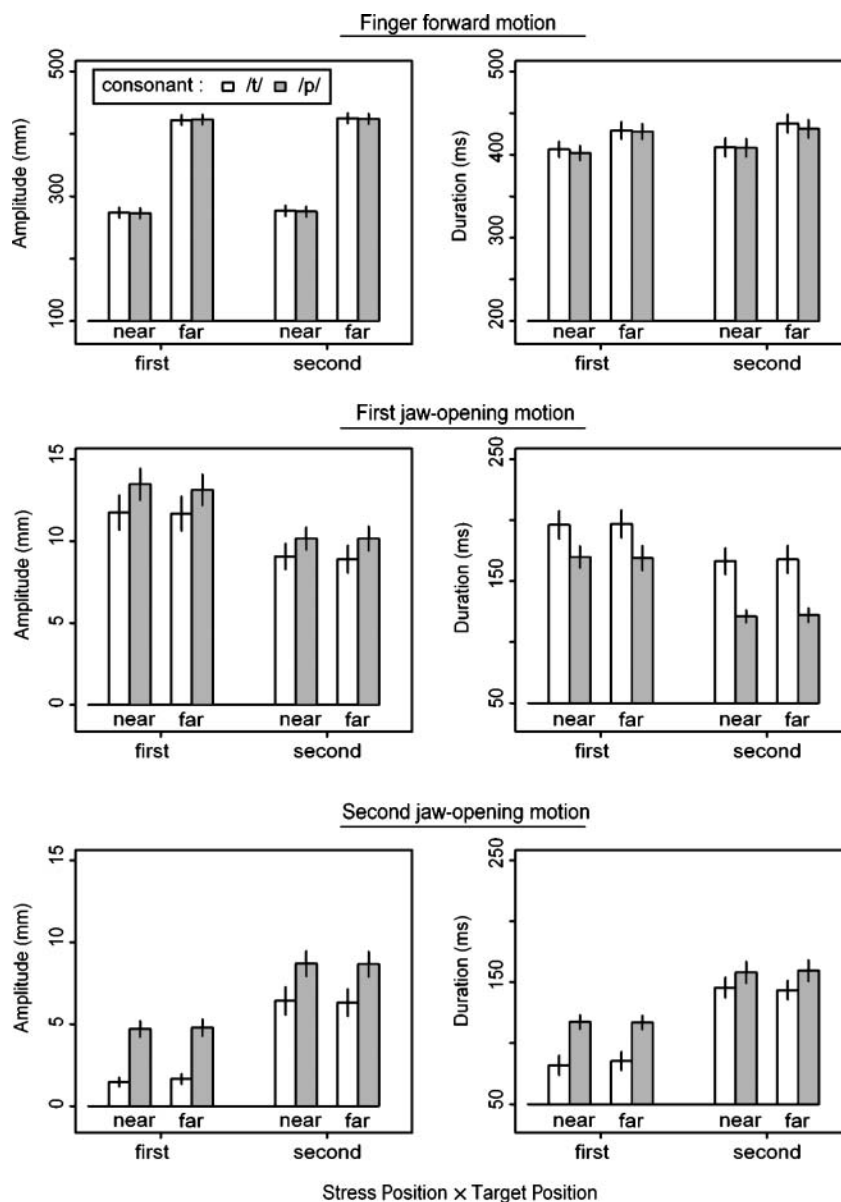 Finger forward motion
consonant : /t/ /p/
Amplitude (mm)
500
300
100
near far near far
first second
Duration (ms)
500
400
300
200
near far near far
first second
First jaw-opening motion
Amplitude (mm)
15
10
5
0
near far near far
first second
Duration (ms)
250
150
50
near far near far
first second
Second jaw-opening motion
Amplitude (mm)
15
10
5
0
near far near far
first second
Duration (ms)
250
150
50
near far near far
first second
Stress Position × Target Position